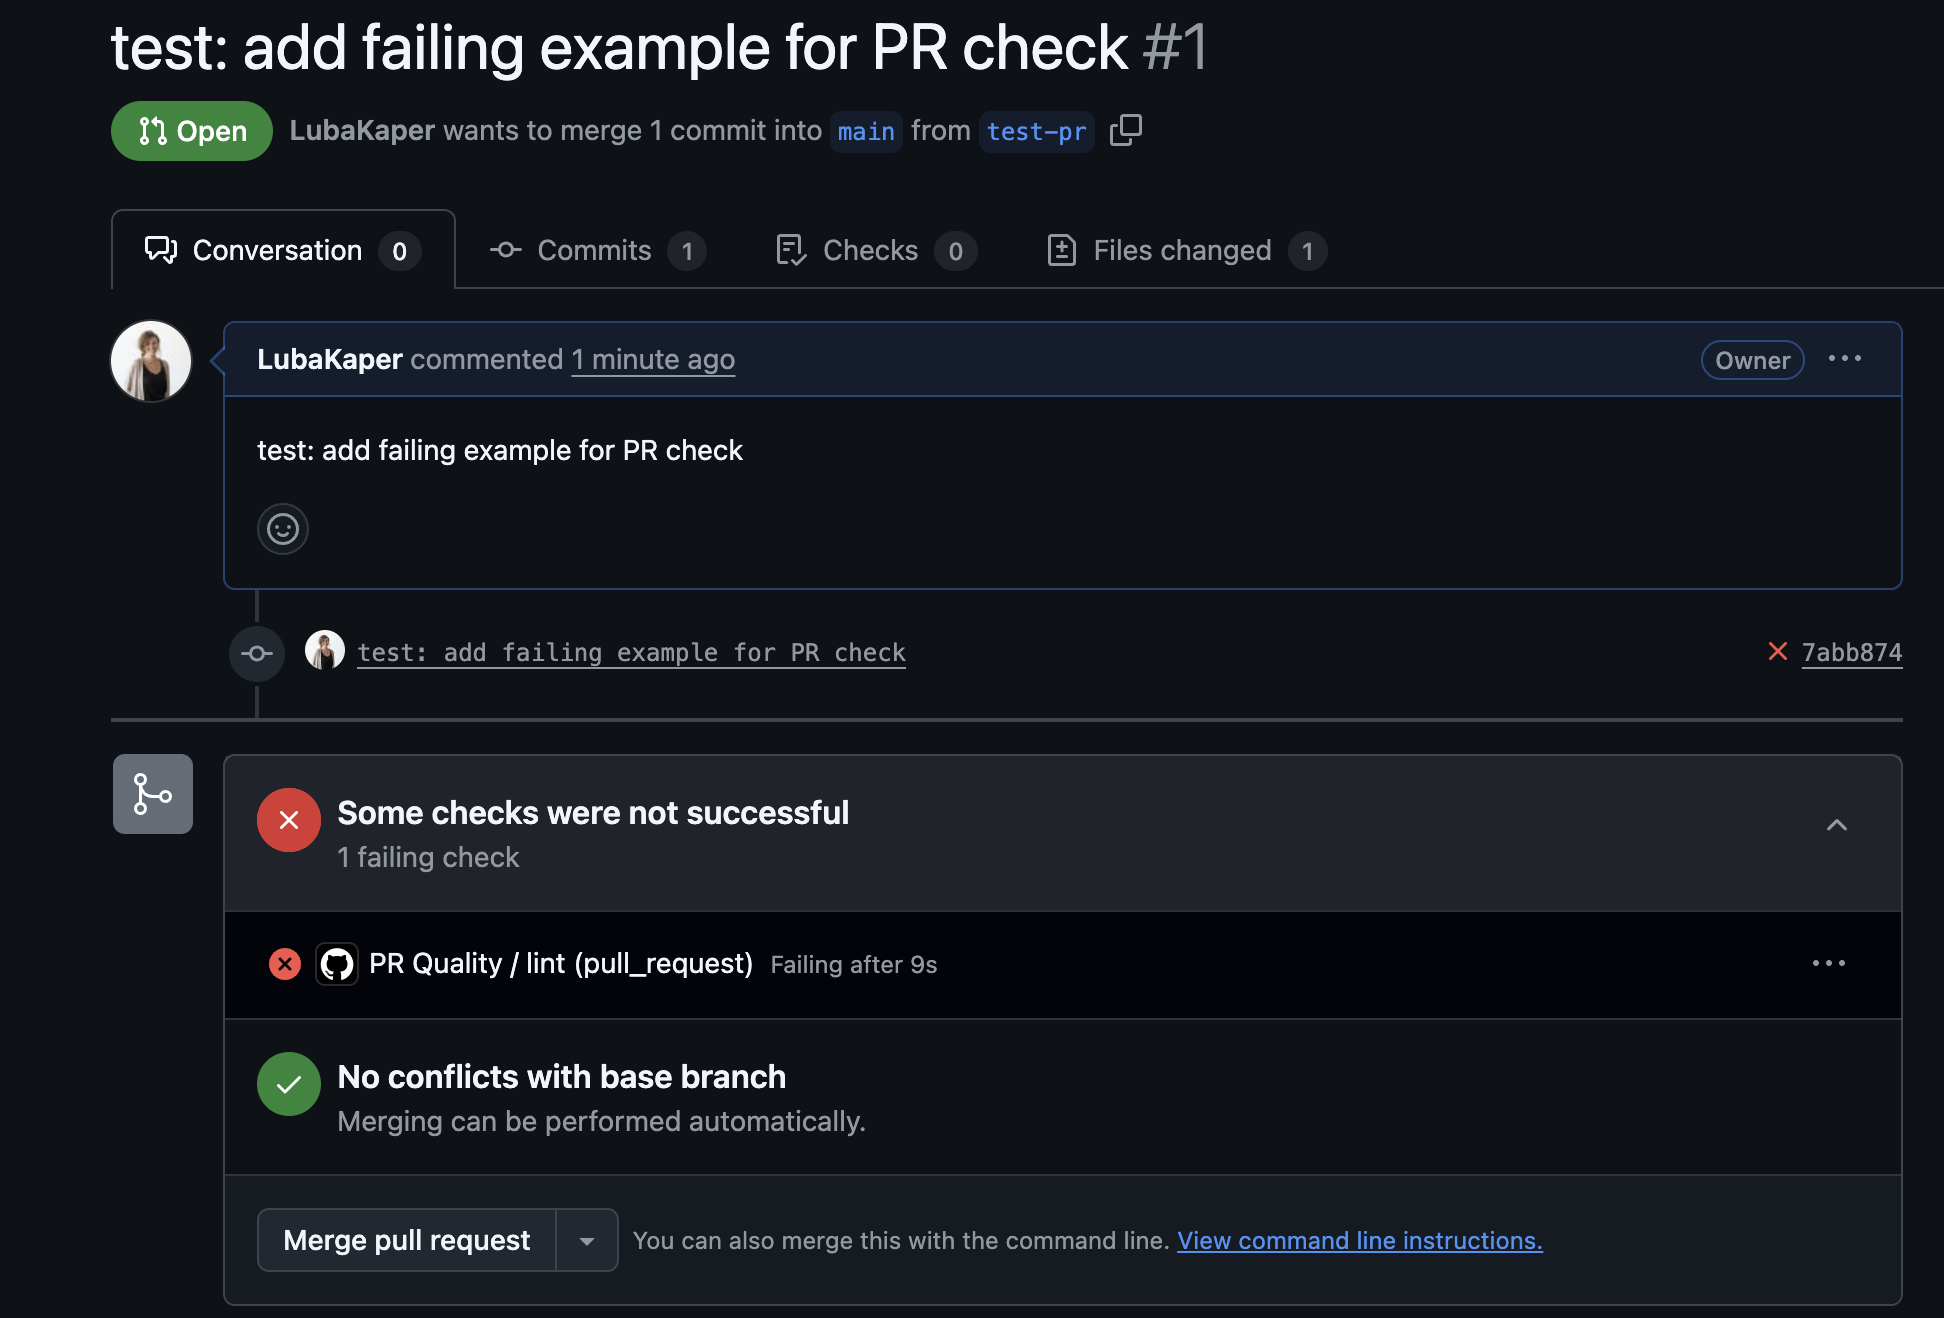 test: add failing example for PR check #1
Open LubaKaper wants to merge 1 commit into main from test-pr
Conversation 0 Commits 1 Checks 0 Files changed 1
LubaKaper commented 1 minute ago Owner
test: add failing example for PR check
test: add failing example for PR check 7abb874
Some checks were not successful
1 failing check
PR Quality / lint (pull_request) Failing after 9s
No conflicts with base branch
Merging can be performed automatically.
Merge pull request You can also merge this with the command line. View command line instructions.